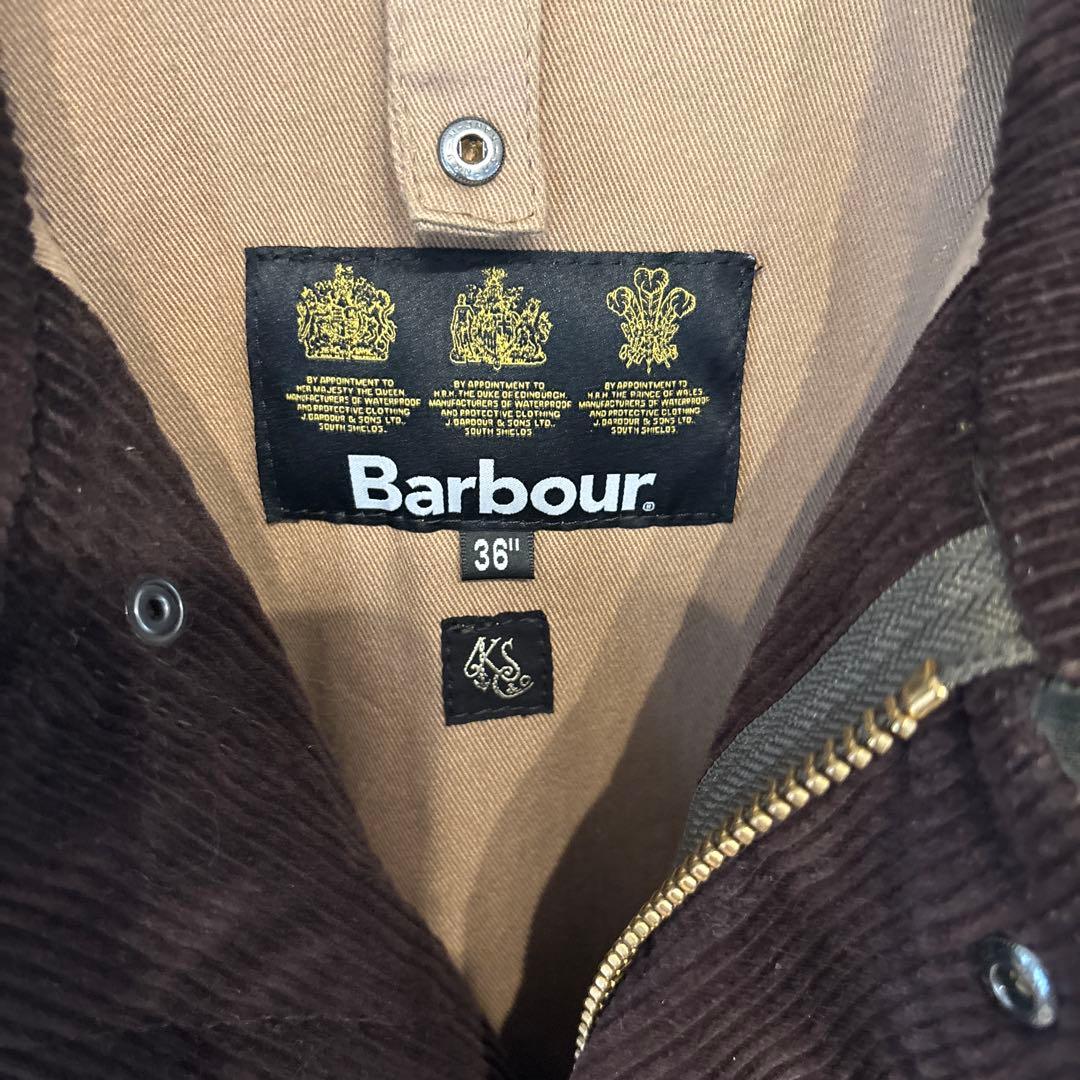 BY APPOINTMENT TO
HER MAJESTY THE QUEEN
MANUFACTURERS OF WATERPROOF
AND PROTECTIVE CLOTHING
J.BARBOUR & SONS LTD.,
SOUTH SHIELDS.
BY APPOINTMENT TO
H.R.H. THE DUKE OF EDINBURGH,
MANUFACTURERS OF WATERPROOF
AND PROTECTIVE CLOTHING
J.BARBOUR & SONS LTD.,
SOUTH SHIELDS.
BY APPOINTMENT TO
H.R.H. THE PRINCE OF WALES
MANUFACTURERS OF WATERPROOF
AND PROTECTIVE CLOTHING
J.BARBOUR & SONS LTD.,
SOUTH SHIELDS.
Barbour®
36"
KS
& Co